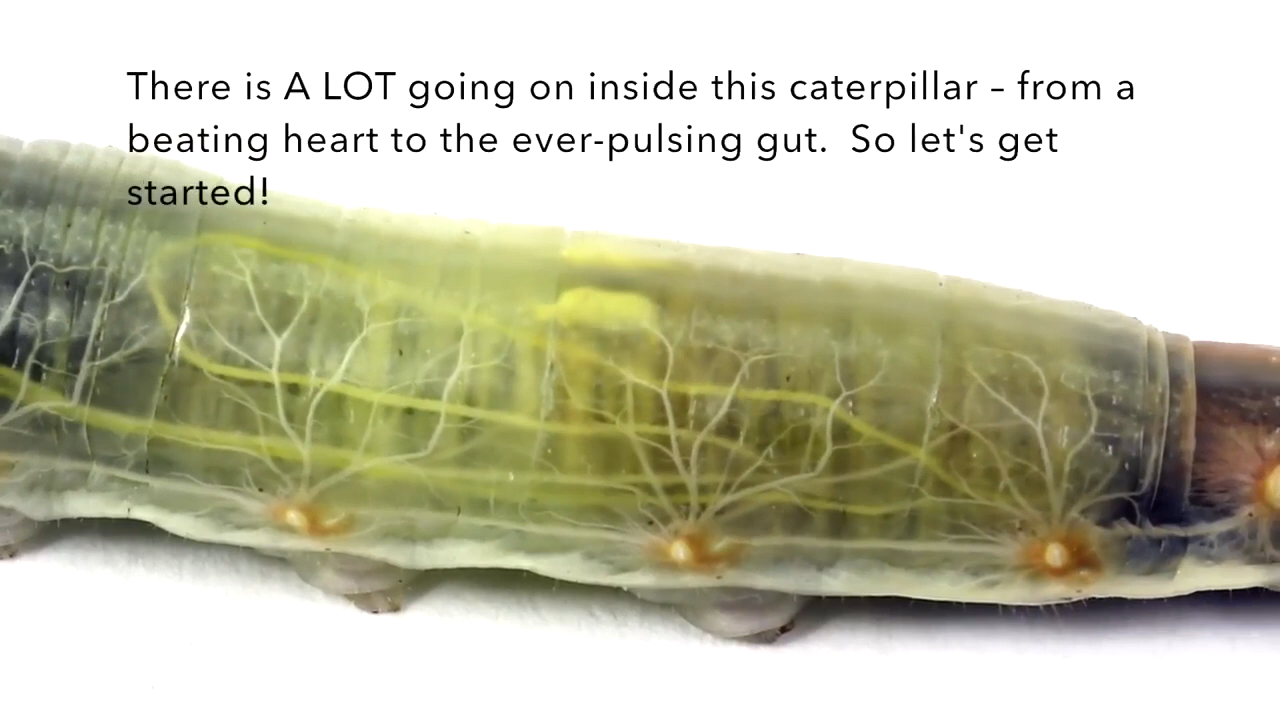 There is A LOT going on inside this caterpillar – from a
beating heart to the ever-pulsing gut.  So let's get
started!